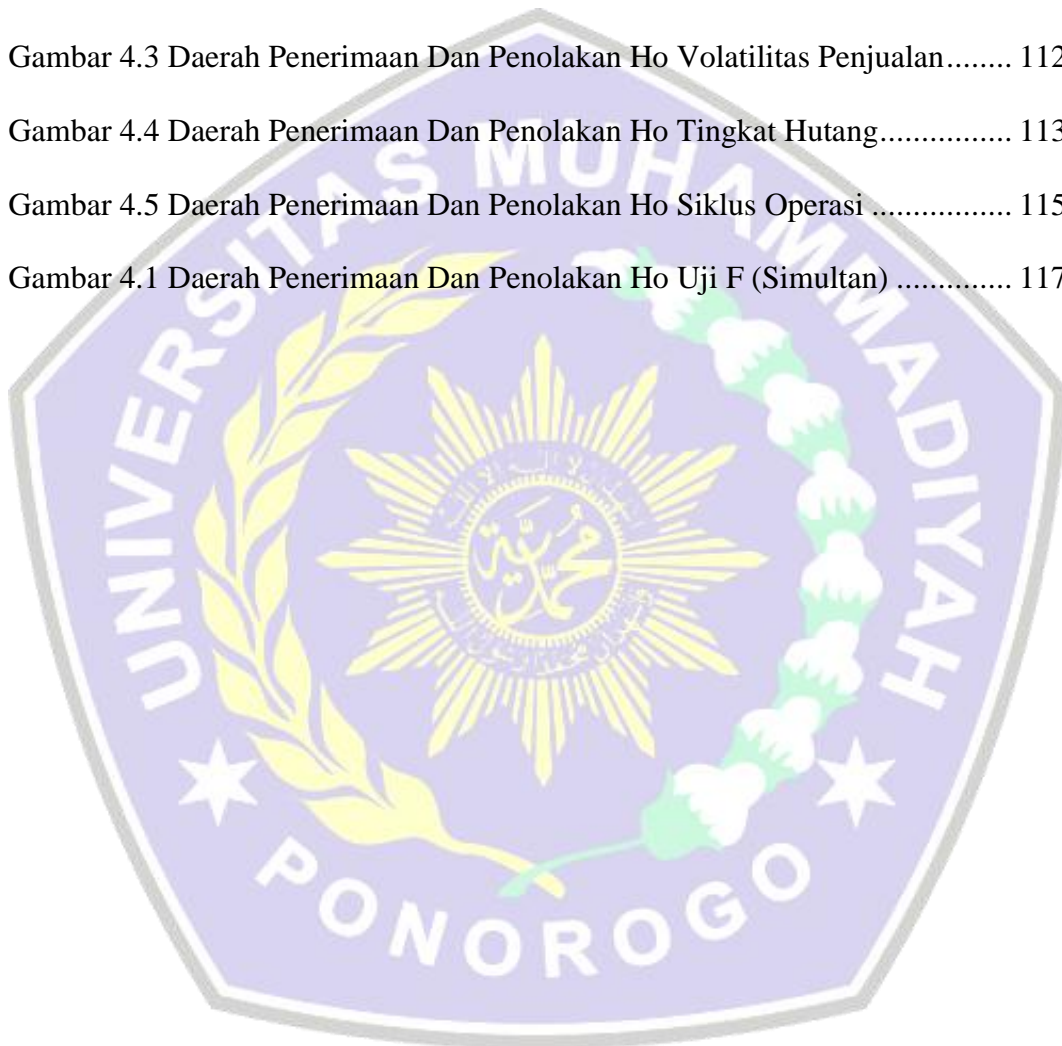 Gambar 4.3 Daerah Penerimaan Dan Penolakan Ho Volatilitas Penjualan........ 112
Gambar 4.4 Daerah Penerimaan Dan Penolakan Ho Tingkat Hutang............... 113
Gambar 4.5 Daerah Penerimaan Dan Penolakan Ho Siklus Operasi ................ 115
Gambar 4.1 Daerah Penerimaan Dan Penolakan Ho Uji F (Simultan) ............. 117
UNIVERSITAS MUHAMMADIYAH
PONOROGO